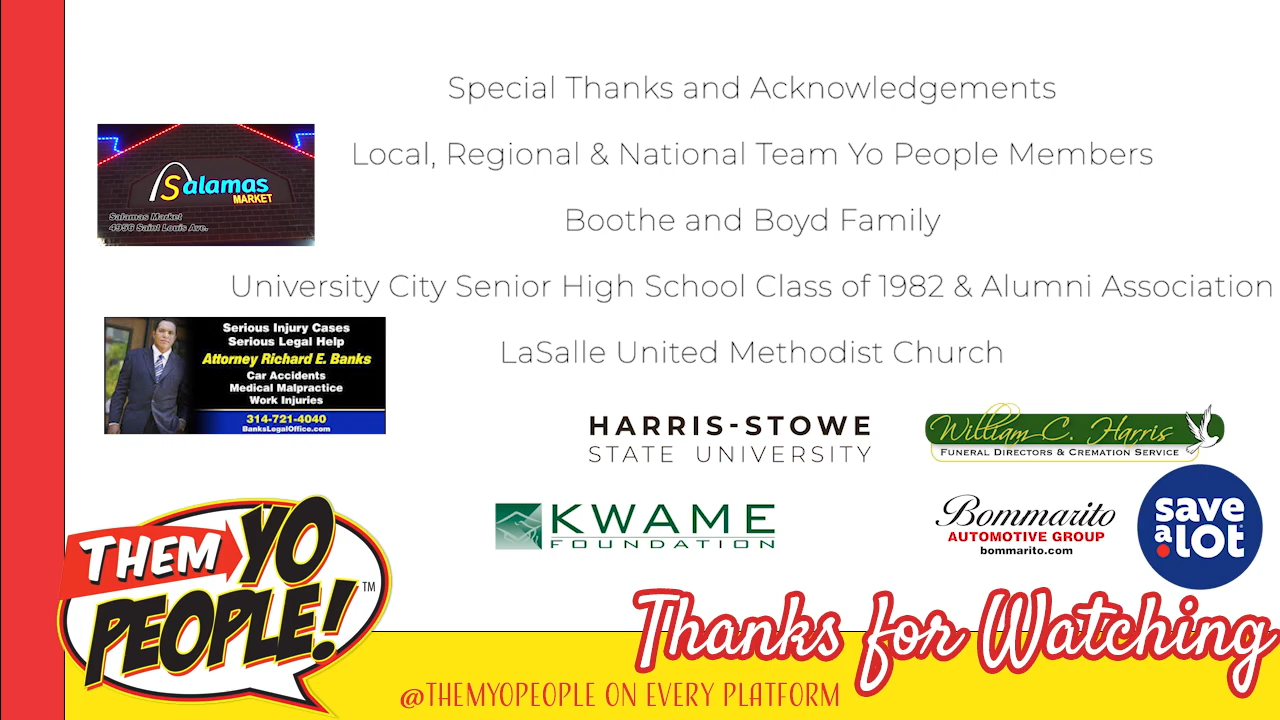 Special Thanks and Acknowledgements
Local, Regional & National Team Yo People Members
Boothe and Boyd Family
University City Senior High School Class of 1982 & Alumni Association
LaSalle United Methodist Church
Salamas
MARKET
Salamas Market
4956 Saint Louis Ave.
Serious Injury Cases
Serious Legal Help
Attorney Richard E. Banks
Car Accidents
Medical Malpractice
Work Injuries
314-721-4040
BanksLegalOffice.com
HARRIS-STOWE
STATE UNIVERSITY
William C. Harris
FUNERAL DIRECTORS & CREMATION SERVICE
KWAME
FOUNDATION
Bommarito
AUTOMOTIVE GROUP
bommarito.com
save
a.lot
THEM YO
PEOPLE!
TM
Thanks for Watching
@THEMYOPEOPLE ON EVERY PLATFORM